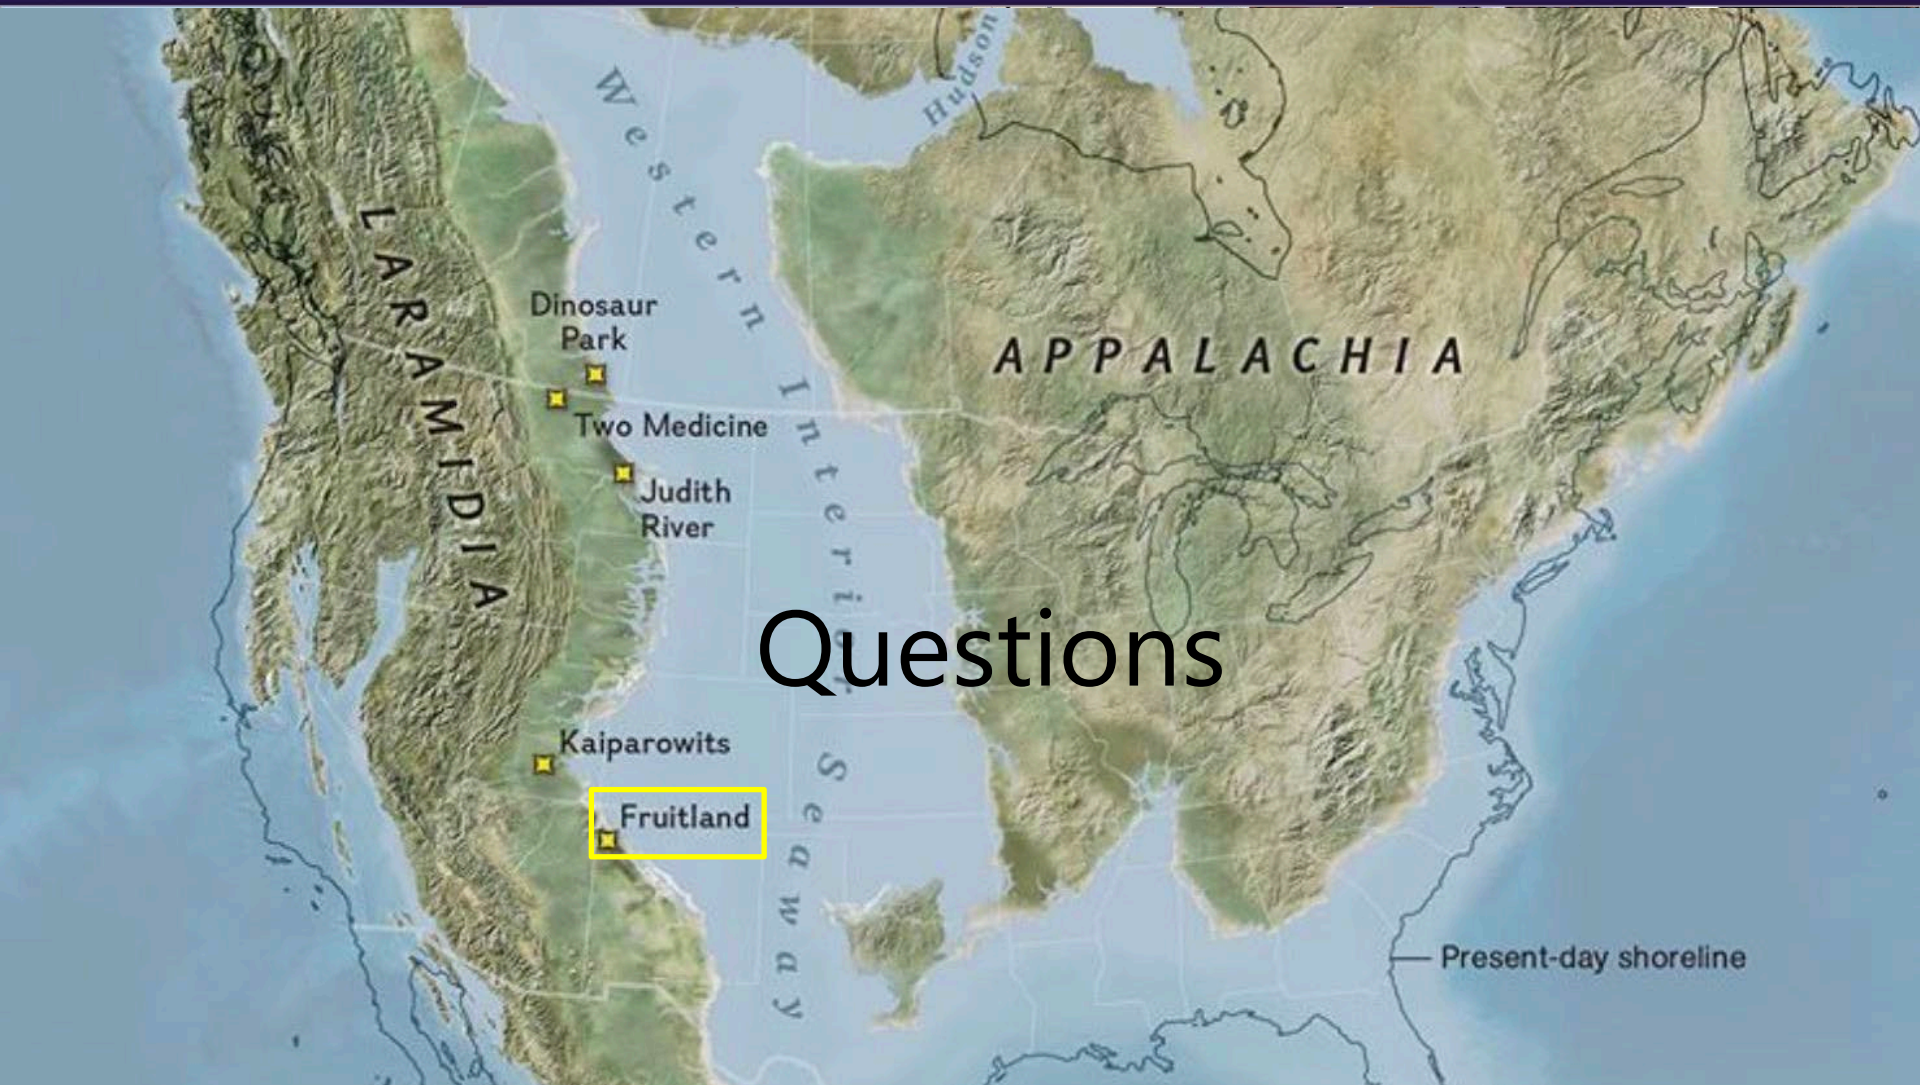 Hudson
Western Interior Seaway
LARAMIDIA
Dinosaur
Park
APPALACHIA
Two Medicine
Judith
River
Questions
Kaiparowits
Fruitland
Present-day shoreline